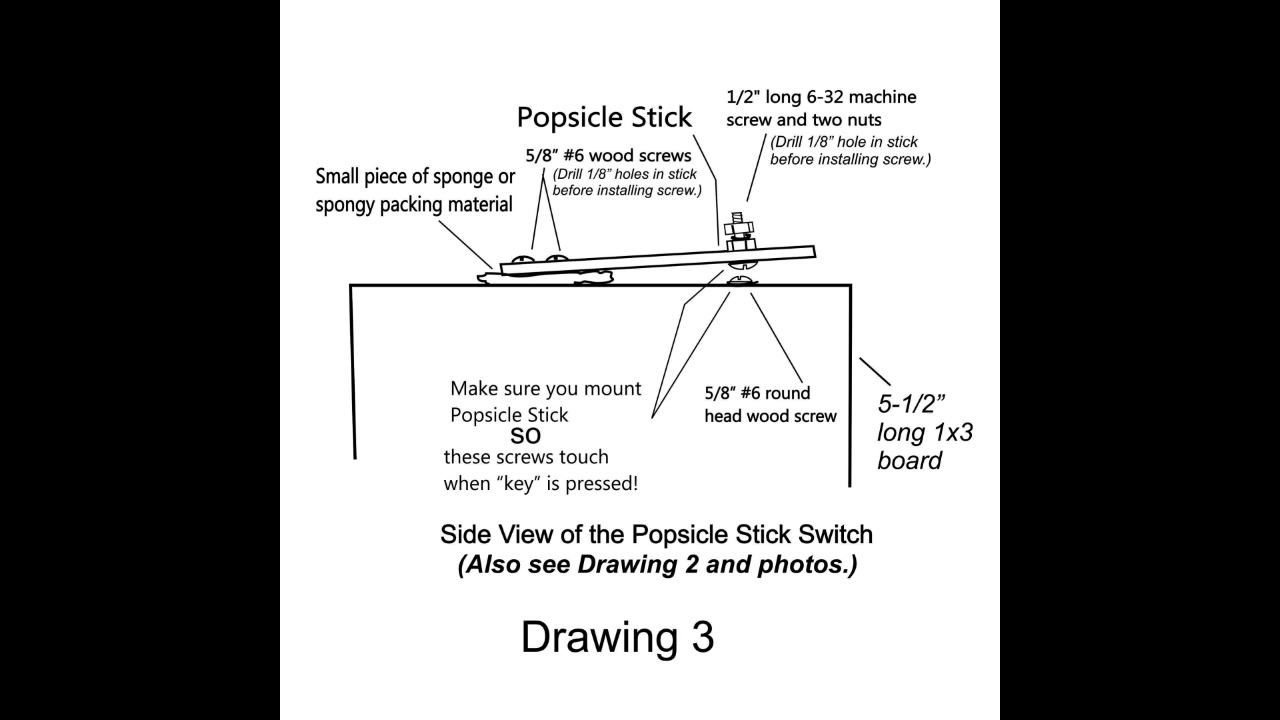 1/2" long 6-32 machine
screw and two nuts
(Drill 1/8” hole in stick
before installing screw.)
Popsicle Stick
5/8” #6 wood screws
(Drill 1/8” holes in stick
before installing screw.)
Small piece of sponge or
spongy packing material
Make sure you mount
Popsicle Stick
SO
these screws touch
when “key” is pressed!
5/8” #6 round
head wood screw
5-1/2”
long 1x3
board
Side View of the Popsicle Stick Switch
(Also see Drawing 2 and photos.)
Drawing 3